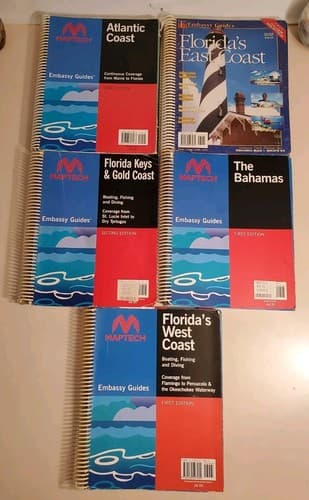 MAPTECH
Atlantic
Coast
Embassy Guides
Continuous Coverage
from Maine to Florida
Embassy Guides
Florida's
East Coast
MAPTECH
Florida Keys
& Gold Coast
Boating, Fishing
and Diving
Embassy Guides
Coverage from
St. Lucie Inlet to
Dry Tortugas
SECOND EDITION
MAPTECH
The
Bahamas
Embassy Guides
FIRST EDITION
MAPTECH
Florida's
West
Coast
Boating, Fishing
and Diving
Embassy Guides
Coverage from
Flamingo to Pensacola &
the Okeechobee Waterway
FIRST EDITION